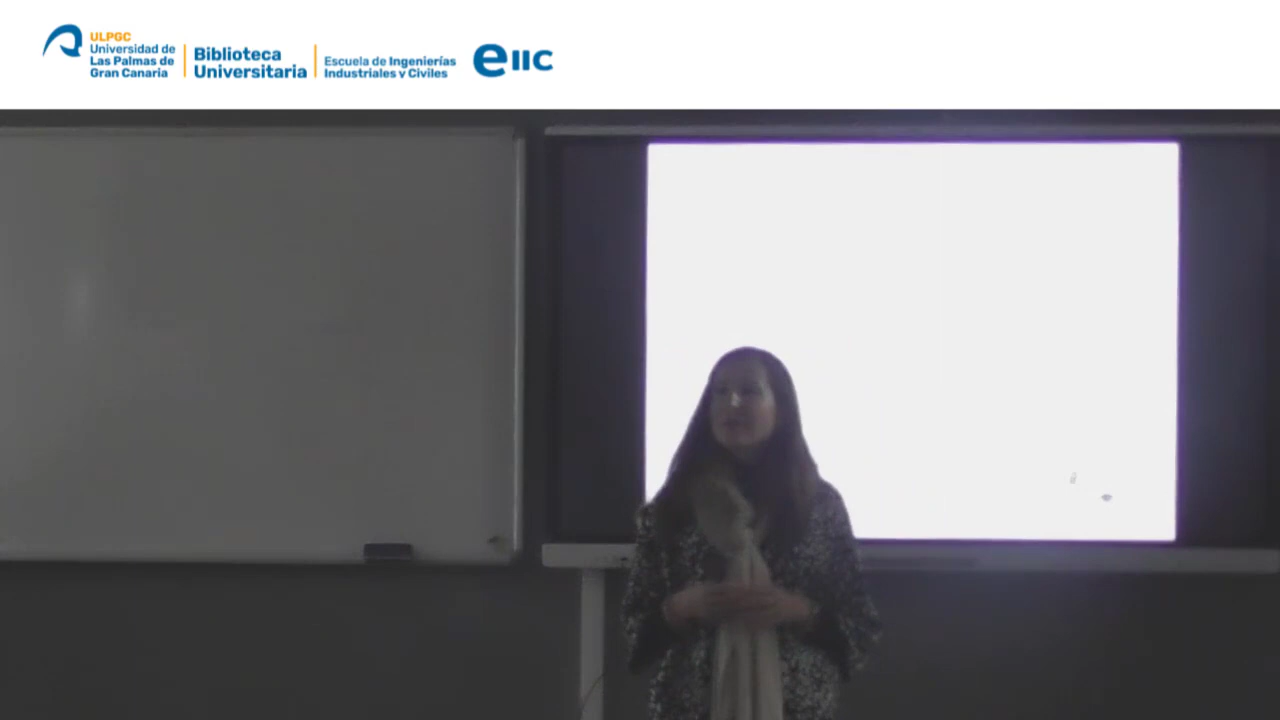 ULPGC
Universidad de
Las Palmas de
Gran Canaria
Biblioteca
Universitaria
Escuela de Ingenierías
Industriales y Civiles
eIIC